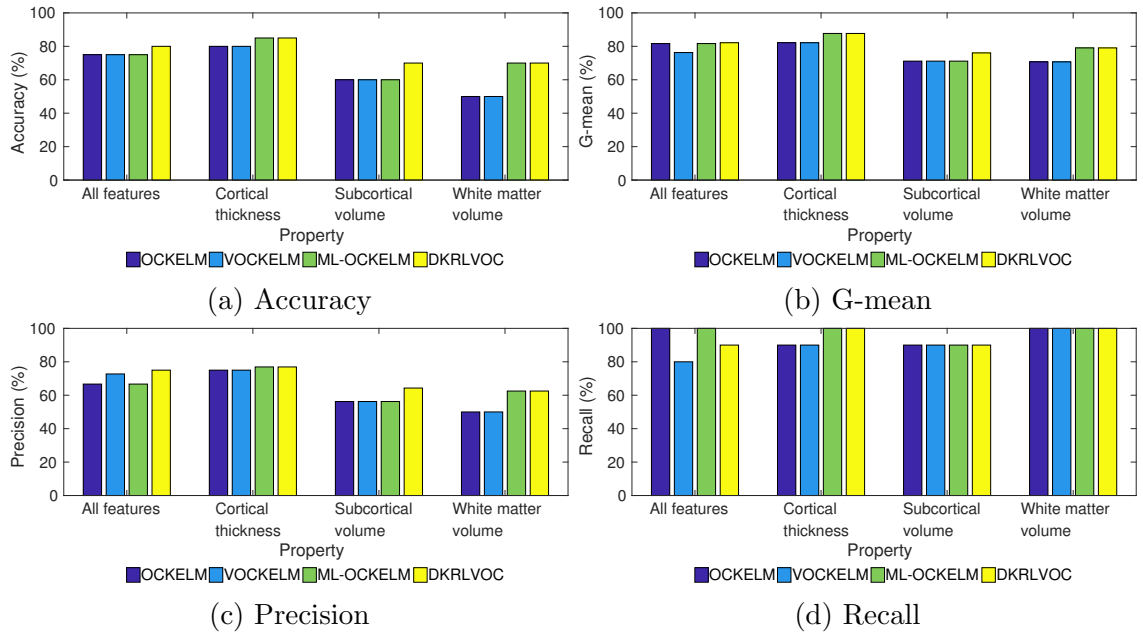 100
80
60
40
20
0
Accuracy (%)
All features Cortical thickness Subcortical volume White matter volume
Property
OCKELM VOCKELM ML-OCKELM DKRLVOC
(a) Accuracy
100
80
60
40
20
0
G-mean (%)
All features Cortical thickness Subcortical volume White matter volume
Property
OCKELM VOCKELM ML-OCKELM DKRLVOC
(b) G-mean
100
80
60
40
20
0
Precision (%)
All features Cortical thickness Subcortical volume White matter volume
Property
OCKELM VOCKELM ML-OCKELM DKRLVOC
(c) Precision
100
80
60
40
20
0
Recall (%)
All features Cortical thickness Subcortical volume White matter volume
Property
OCKELM VOCKELM ML-OCKELM DKRLVOC
(d) Recall